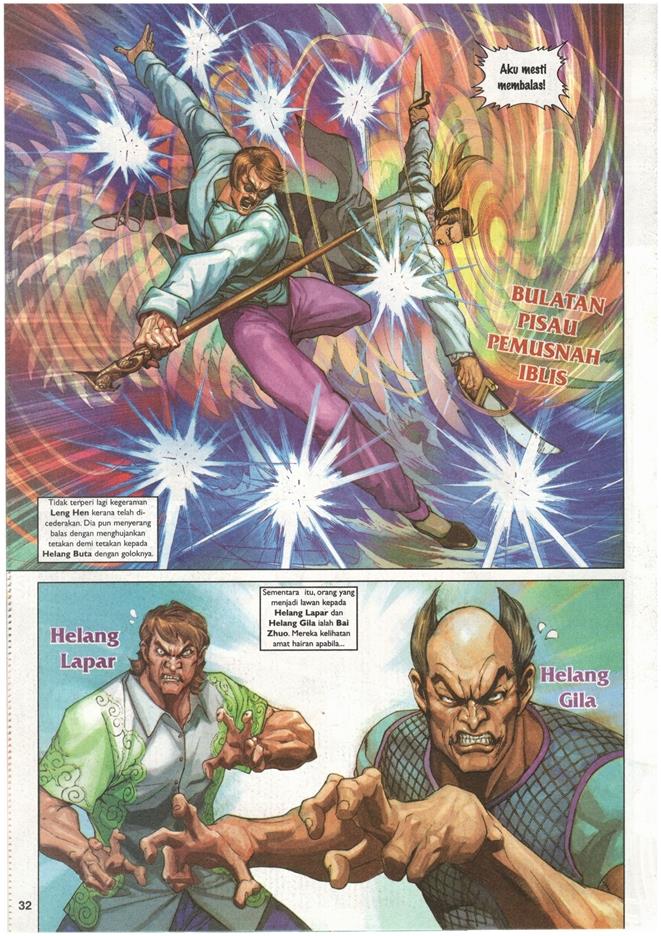 Aku mesti
membalas!
BULATAN
PISAU
PEMUSNAH
IBLIS
Tidak terperi lagi kegeraman
Leng Hen kerana telah di-
cederakan. Dia pun menyerang
balas dengan menghujankan
tetakan demi tetakan kepada
Helang Buta dengan goloknya.
Helang
Lapar
Sementara itu, orang yang
menjadi lawan kepada
Helang Lapar dan
Helang Gila ialah Bai
Zhuo. Mereka kelihatan
amat hairan apabila...
Helang
Gila
32